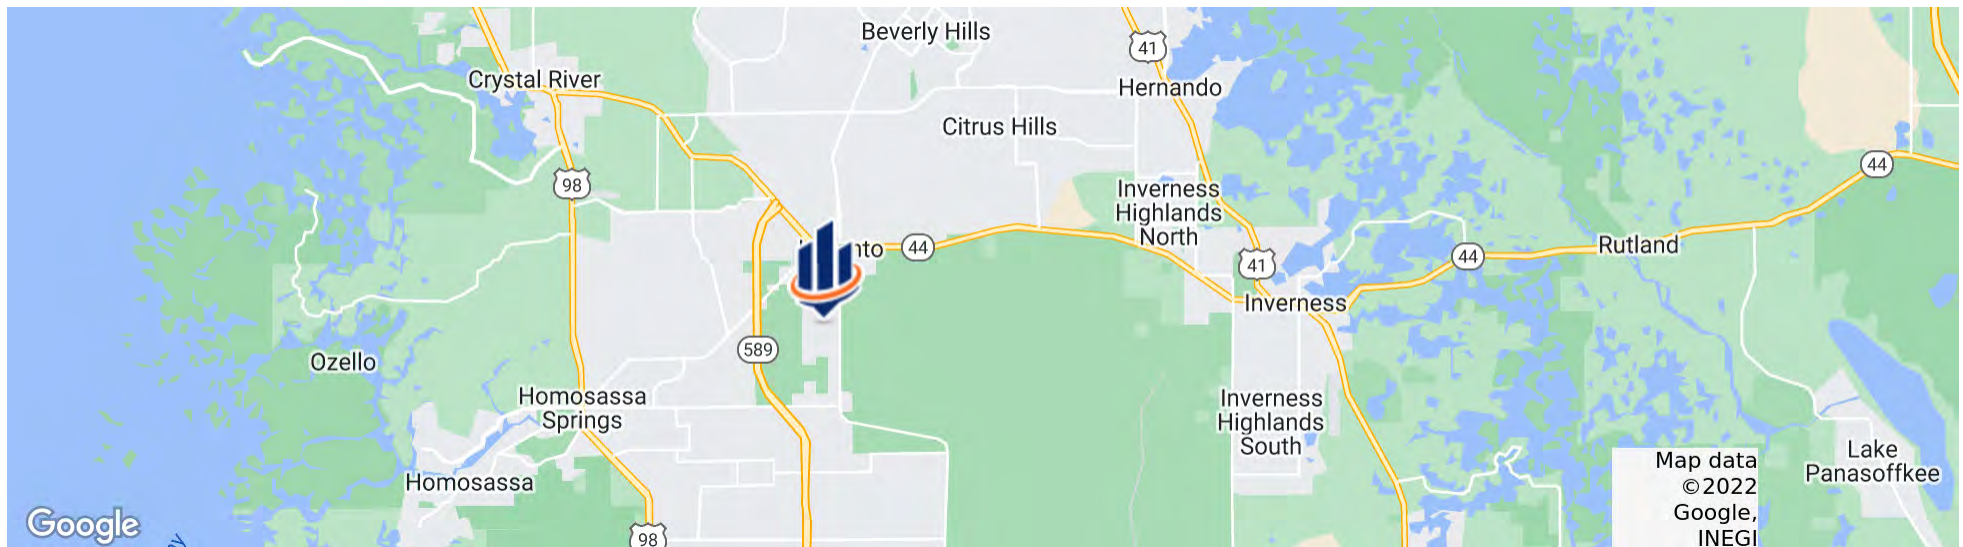 Beverly Hills
41
Crystal River
Hernando
Citrus Hills
44
98
Inverness
Highlands
North
nto
44
Rutland
41
44
Inverness
589
Ozello
Homosassa
Springs
Inverness
Highlands
South
Lake
Panasoffkee
Homosassa
Map data
©2022
Google,
INEGI
Google
98